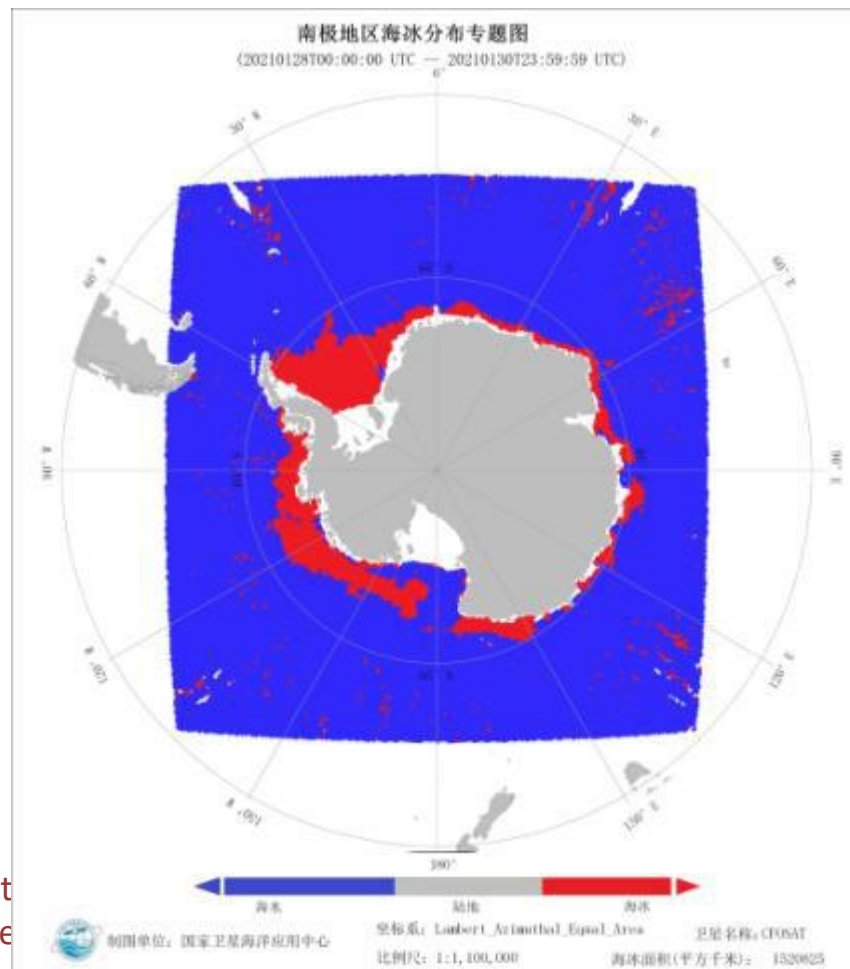 南极地区海冰分布专题图
(20210128T00:00:00 UTC — 20210130T23:59:59 UTC)
0°
30° W
30° E
60° W
60° E
60° S
90° W
90° E
120° W
120° E
150° W
150° E
180°
海水
陆地
海冰
制图单位: 国家卫星海洋应用中心
坐标系: Lambert_Azimuthal_Equal_Area
卫星名称: CFOSAT
比例尺: 1:1,100,000
海冰面积(平方千米): 1520825